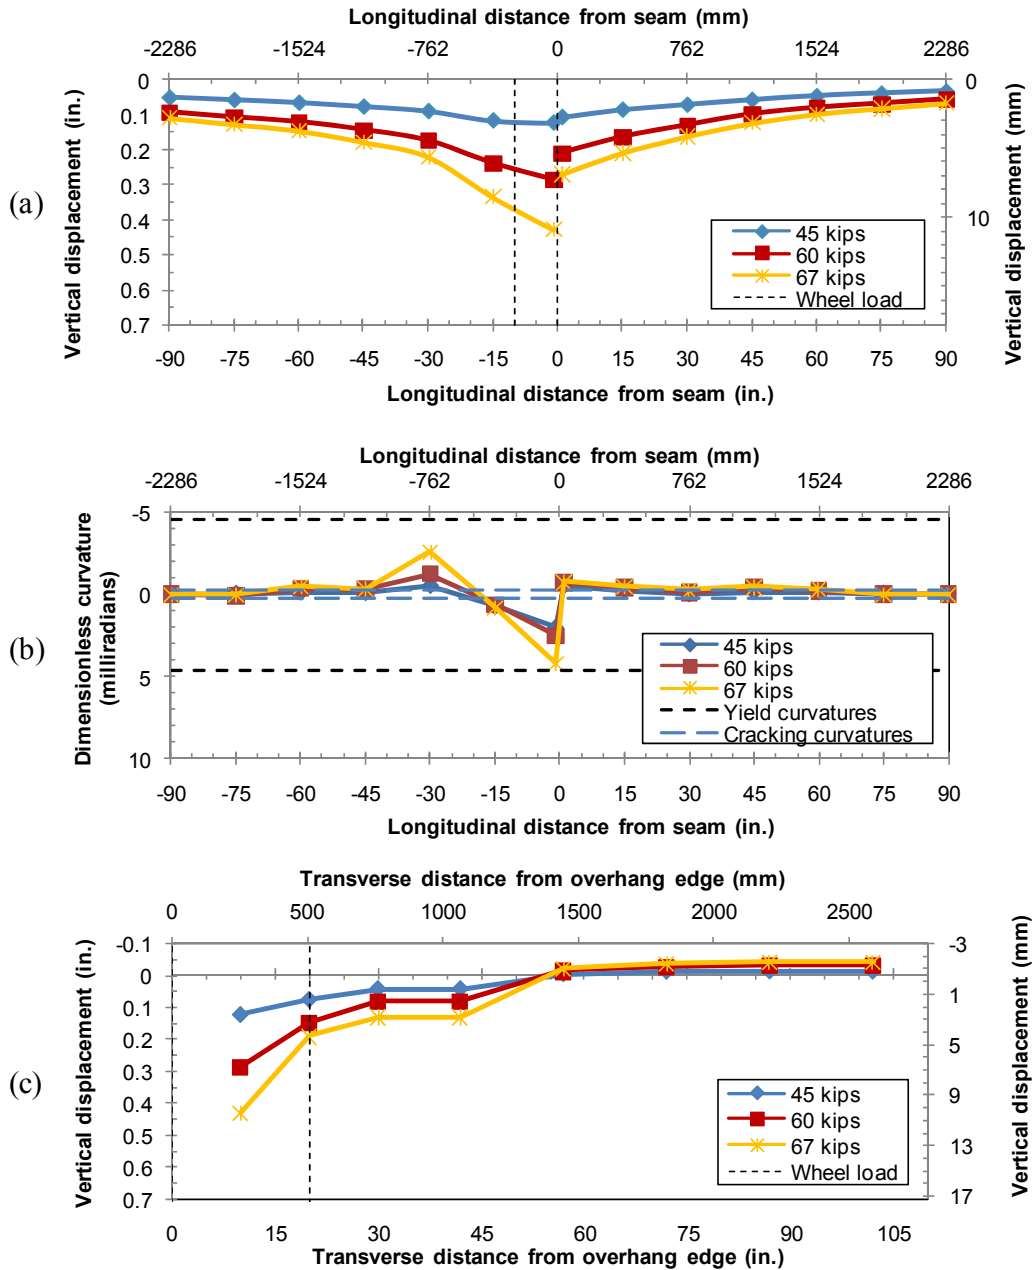 (a)
Longitudinal distance from seam (mm)
-2286 -1524 -762 0 762 1524 2286
Vertical displacement (in.)
0
0.1
0.2
0.3
0.4
0.5
0.6
0.7
0
10
Vertical displacement (mm)
45 kips
60 kips
67 kips
Wheel load
-90 -75 -60 -45 -30 -15 0 15 30 45 60 75 90
Longitudinal distance from seam (in.)
(b)
Longitudinal distance from seam (mm)
-2286 -1524 -762 0 762 1524 2286
Dimensionless curvature
(milliradians)
-5
0
5
10
45 kips
60 kips
67 kips
Yield curvatures
Cracking curvatures
-90 -75 -60 -45 -30 -15 0 15 30 45 60 75 90
Longitudinal distance from seam (in.)
(c)
Transverse distance from overhang edge (mm)
0 500 1000 1500 2000 2500
Vertical displacement (in.)
-0.1
0
0.1
0.2
0.3
0.4
0.5
0.6
0.7
-3
1
5
9
13
17
Vertical displacement (mm)
45 kips
60 kips
67 kips
Wheel load
0 15 30 45 60 75 90 105
Transverse distance from overhang edge (in.)